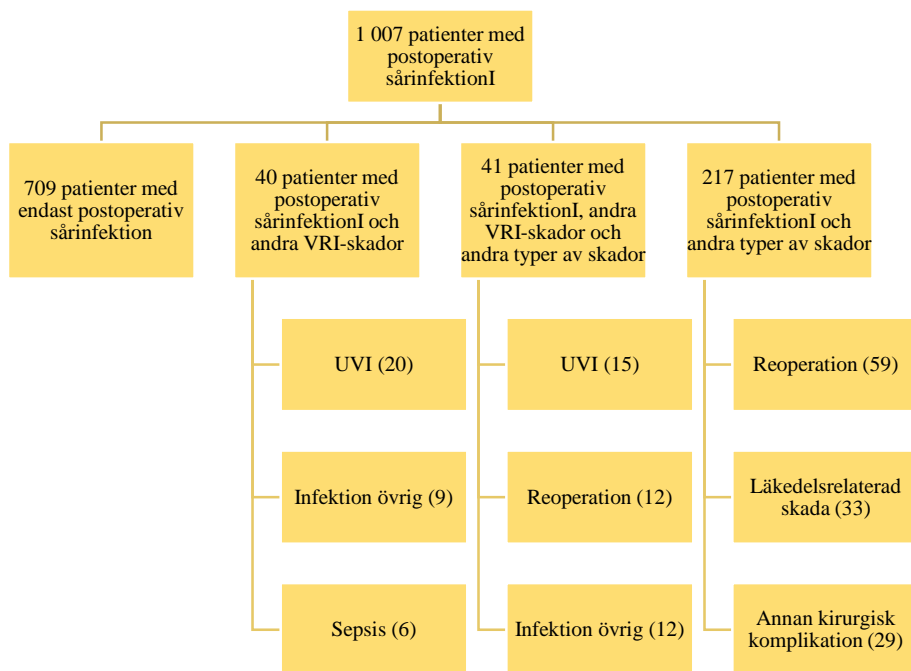 1 007 patienter med
postoperativ
sårinfektionI
709 patienter med
endast postoperativ
sårinfektion
40 patienter med
postoperativ
sårinfektionI och
andra VRI-skador
41 patienter med
postoperativ
sårinfektionI, andra
VRI-skador och
andra typer av skador
217 patienter med
postoperativ
sårinfektionI och
andra typer av skador
UVI (20)
Infektion övrig (9)
Sepsis (6)
UVI (15)
Reoperation (12)
Infektion övrig (12)
Reoperation (59)
Läkedelsrelaterad
skada (33)
Annan kirurgisk
komplikation (29)